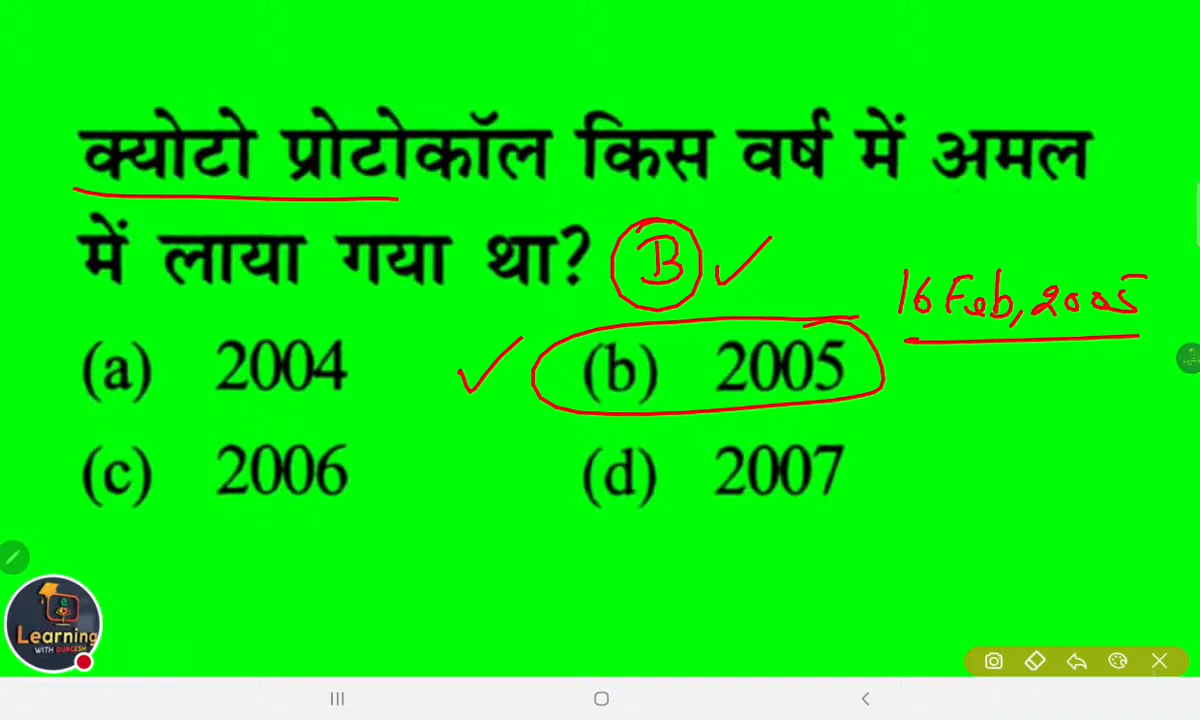 क्योटो प्रोटोकॉल किस वर्ष में अमल
में लाया गया था? B
16 Feb, 2005
(a) 2004 (b) 2005
(c) 2006 (d) 2007
Learning
WITH DURGESH